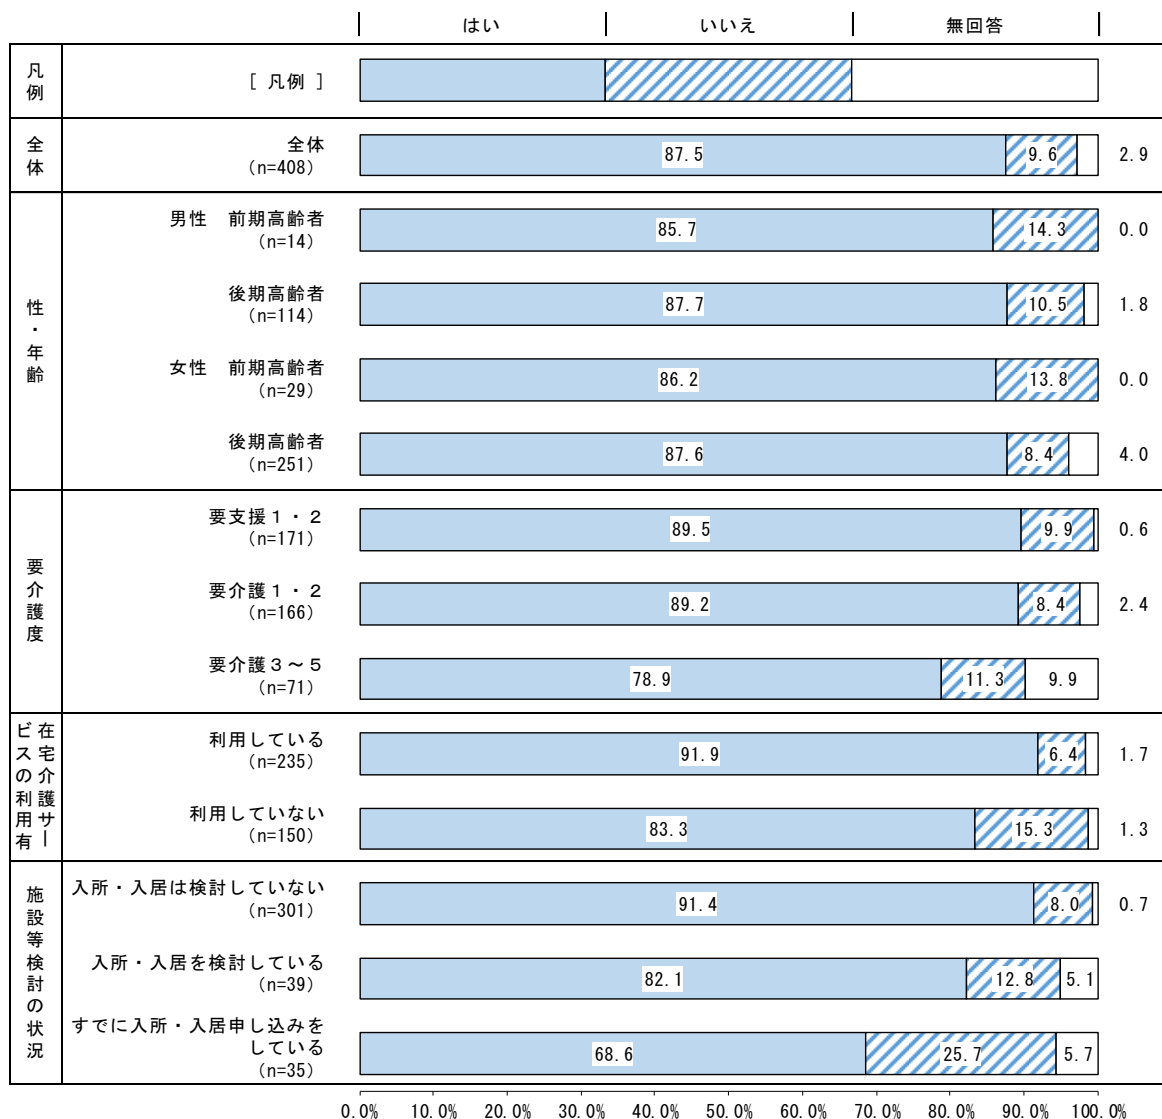 はい いいえ 無回答
凡例 [ 凡例 ]
全体
全体 87.5 9.6 2.9
(n=408)
性・年齢
男性 前期高齢者 85.7 14.3 0.0
(n=14)
後期高齢者 87.7 10.5 1.8
(n=114)
女性 前期高齢者 86.2 13.8 0.0
(n=29)
後期高齢者 87.6 8.4 4.0
(n=251)
要介護度
要支援1・2 89.5 9.9 0.6
(n=171)
要介護1・2 89.2 8.4 2.4
(n=166)
要介護3~5 78.9 11.3 9.9
(n=71)
在宅介護サー
ビスの利用有
利用している 91.9 6.4 1.7
(n=235)
利用していない 83.3 15.3 1.3
(n=150)
施設等検討の状況
入所・入居は検討していない 91.4 8.0 0.7
(n=301)
入所・入居を検討している 82.1 12.8 5.1
(n=39)
すでに入所・入居申し込みを
している 68.6 25.7 5.7
(n=35)
0.0% 10.0% 20.0% 30.0% 40.0% 50.0% 60.0% 70.0% 80.0% 90.0% 100.0%